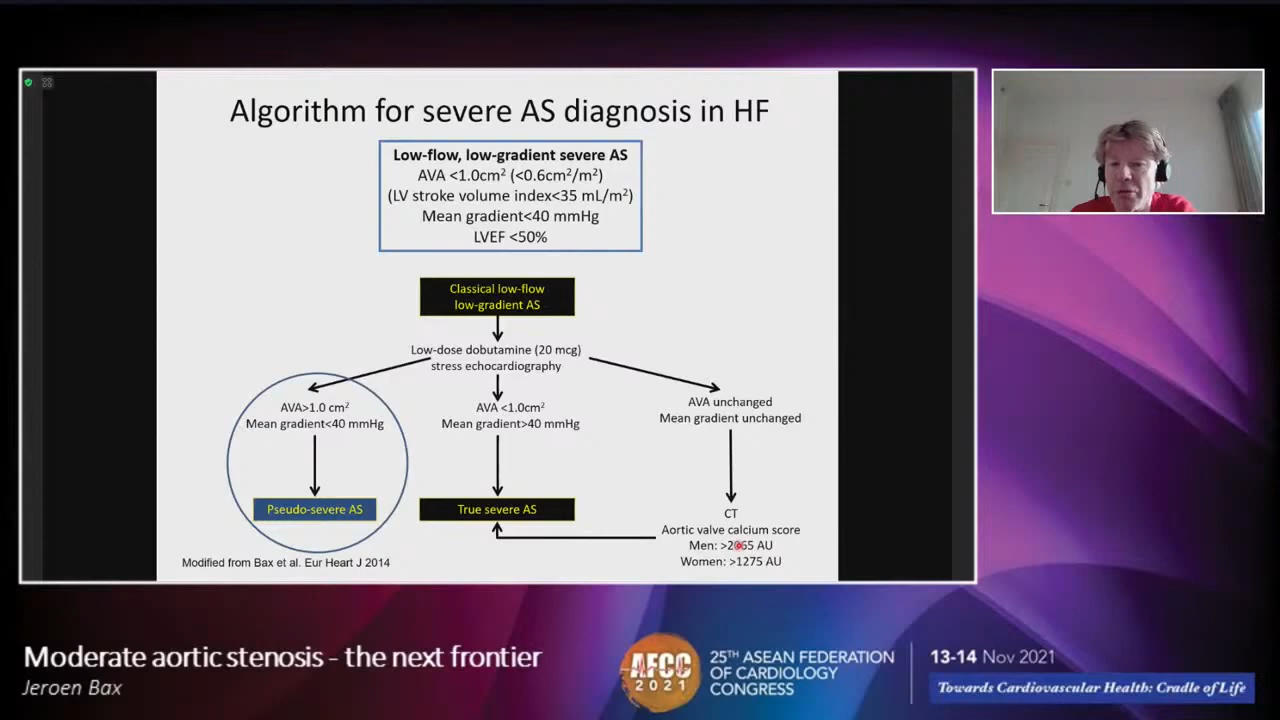 Algorithm for severe AS diagnosis in HF
Low-flow, low-gradient severe AS
AVA <1.0cm² (<0.6cm²/m²)
(LV stroke volume index<35 mL/m²)
Mean gradient<40 mmHg
LVEF <50%
Classical low-flow
low-gradient AS
Low-dose dobutamine (20 mcg)
stress echocardiography
AVA>1.0 cm²
Mean gradient<40 mmHg
Pseudo-severe AS
AVA <1.0cm²
Mean gradient>40 mmHg
True severe AS
AVA unchanged
Mean gradient unchanged
CT
Aortic valve calcium score
Men: >2065 AU
Women: >1275 AU
Modified from Bax et al. Eur Heart J 2014
Moderate aortic stenosis - the next frontier
Jeroen Bax
AFCC
2021
25TH ASEAN FEDERATION
OF CARDIOLOGY
CONGRESS
13-14 Nov 2021
Towards Cardiovascular Health: Cradle of Life